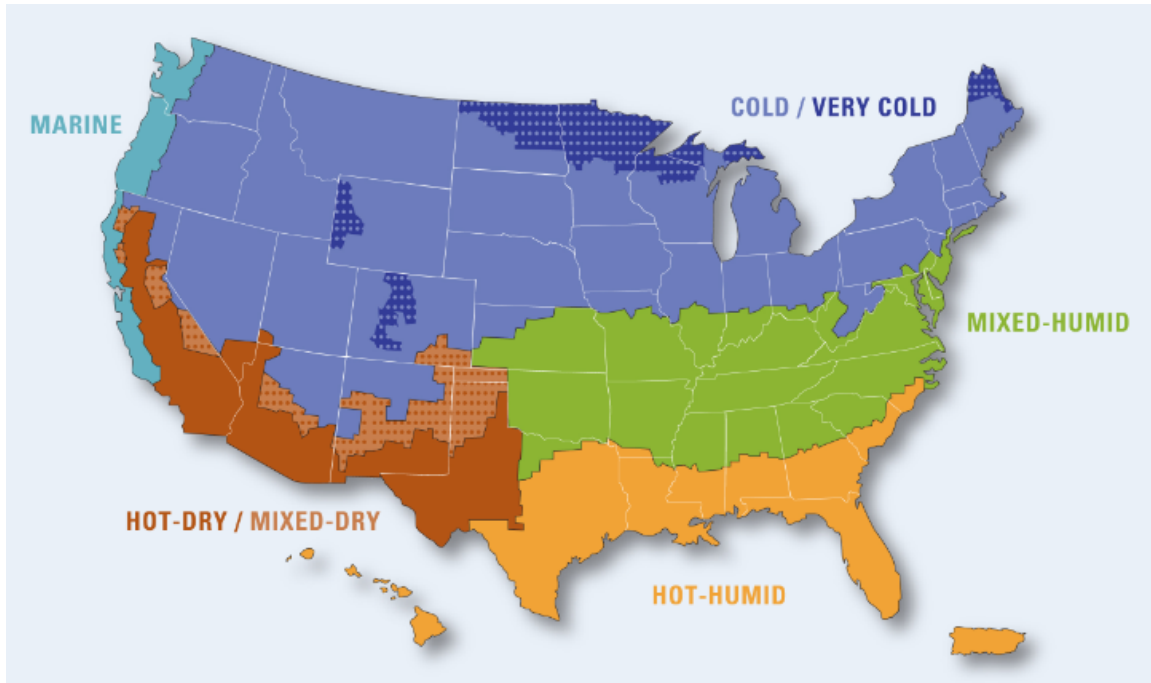 MARINE
COLD / VERY COLD
MIXED-HUMID
HOT-DRY / MIXED-DRY
HOT-HUMID